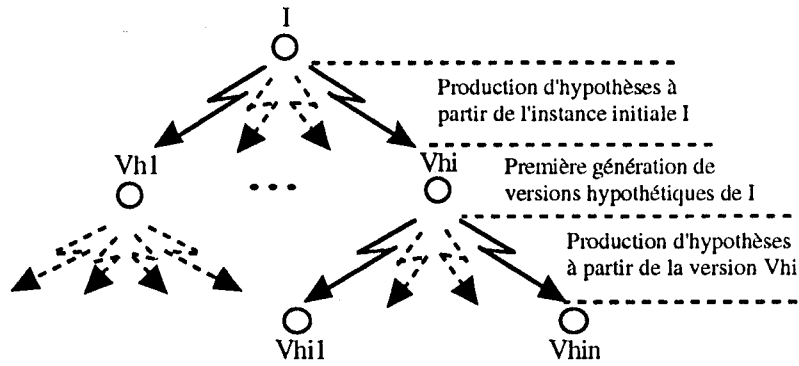 I
Production d'hypothèses à
partir de l'instance initiale I
Vh1
Vhi
Première génération de
versions hypothétiques de I
Production d'hypothèses
à partir de la version Vhi
Vhi1
Vhin